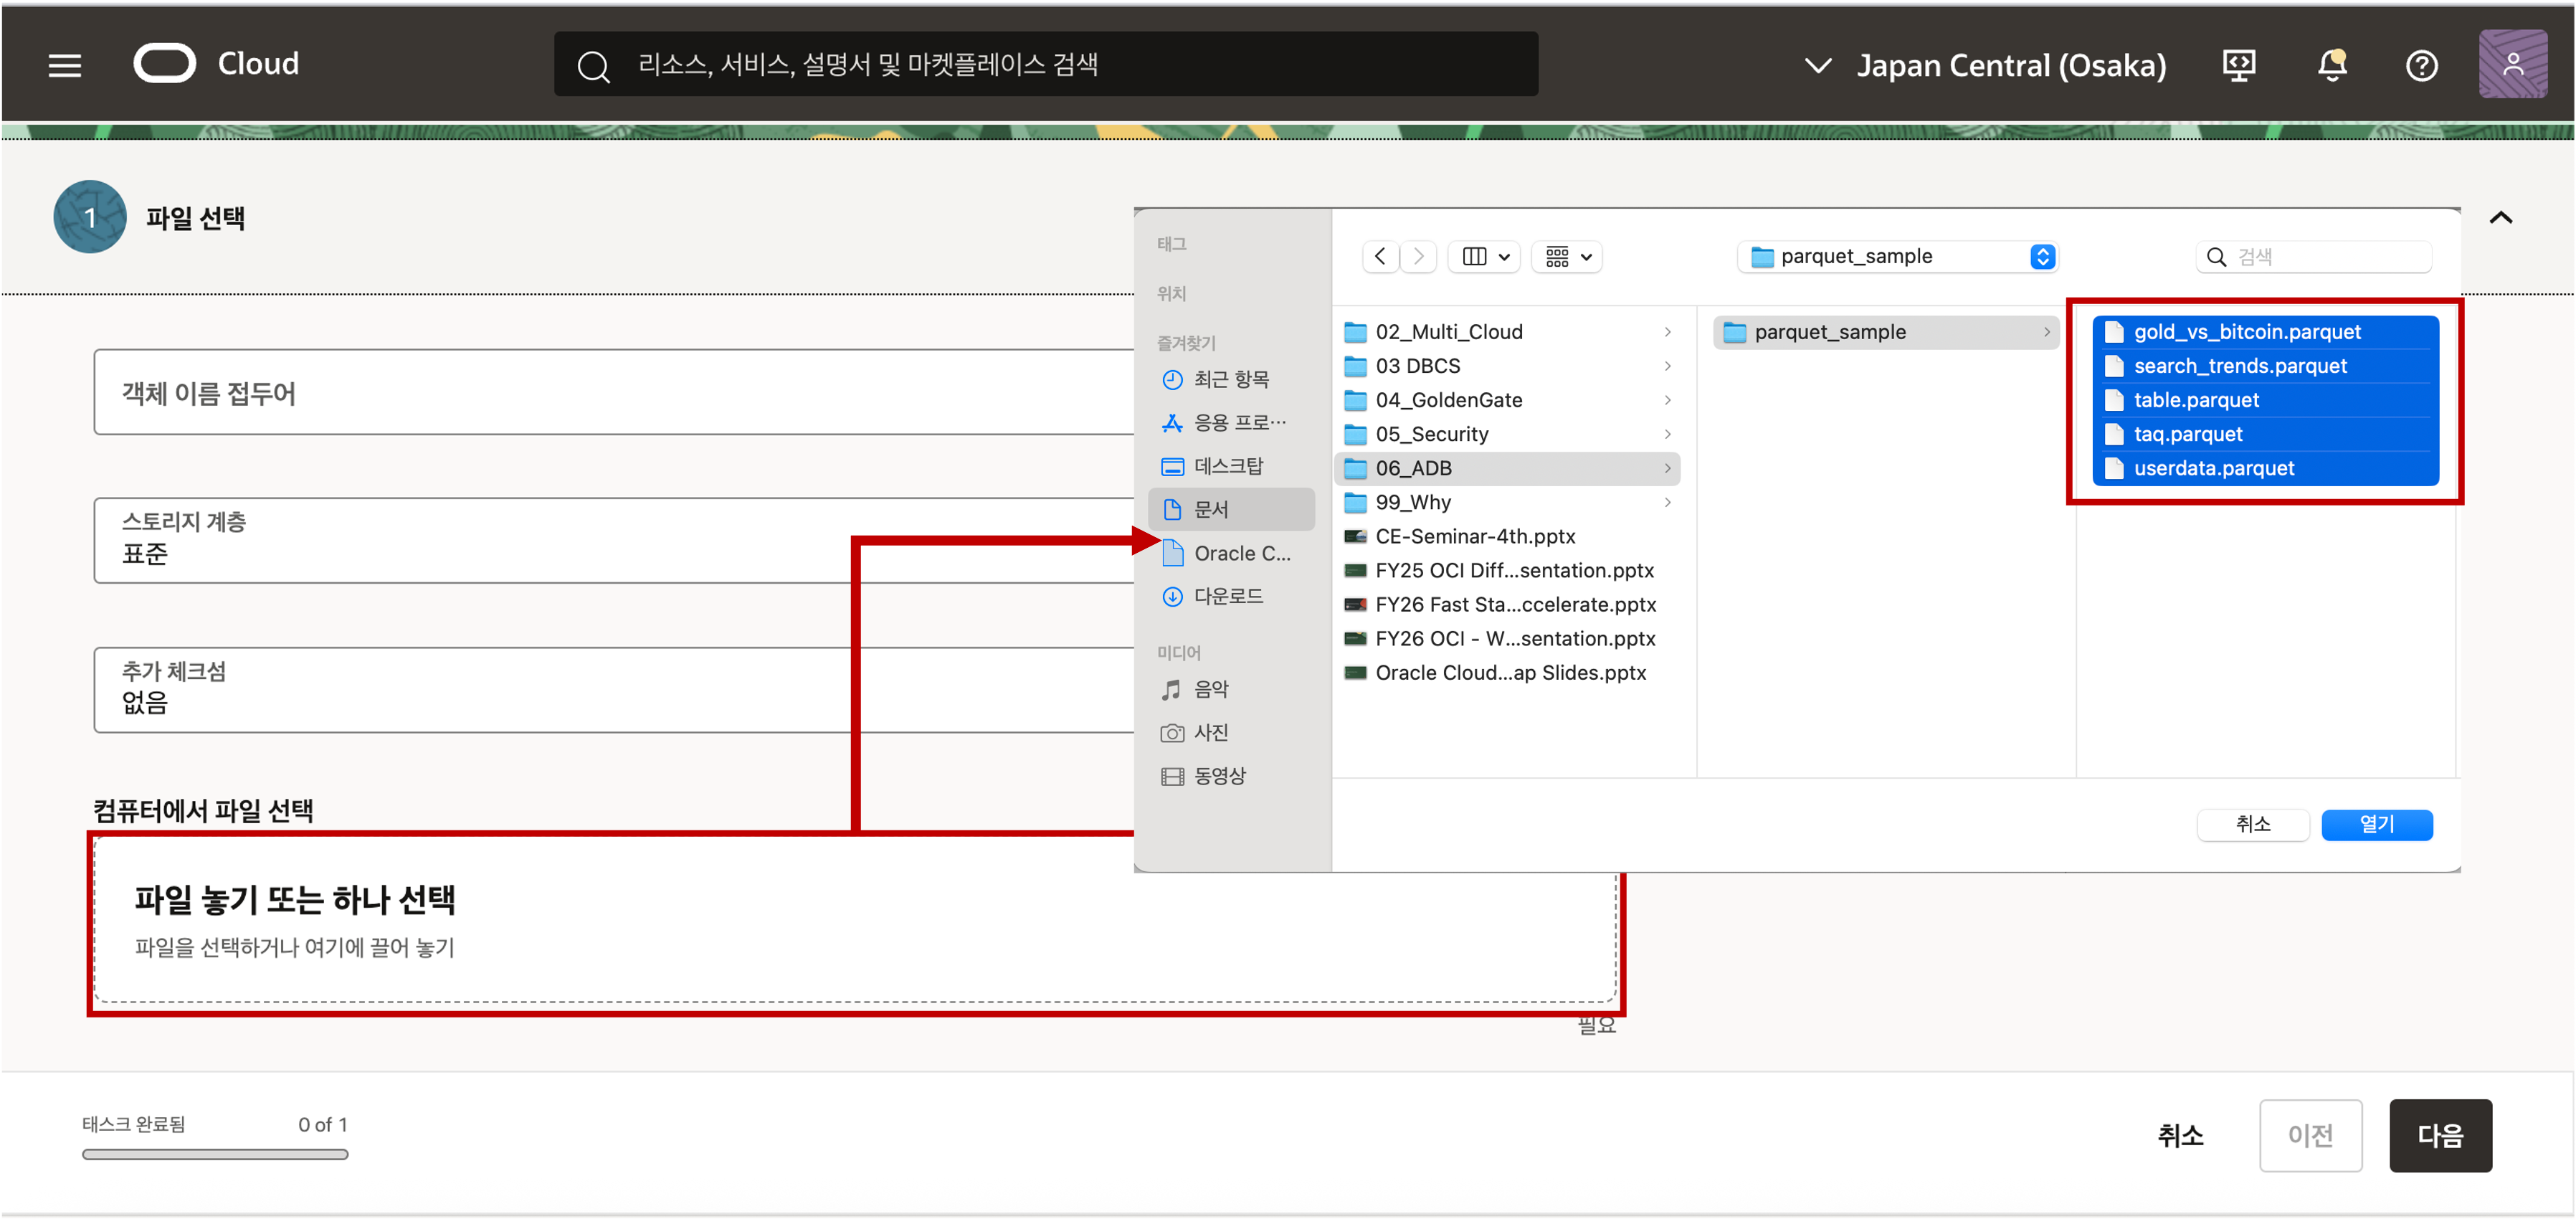 Cloud
리소스, 서비스, 설명서 및 마켓플레이스 검색
Japan Central (Osaka)
1
파일 선택
객체 이름 접두어
스토리지 계층
표준
추가 체크섬
없음
컴퓨터에서 파일 선택
파일 놓기 또는 하나 선택
파일을 선택하거나 여기에 끌어 놓기
필요
태그
위치
즐겨찾기
최근 항목
응용 프로…
데스크탑
문서
Oracle C...
다운로드
미디어
음악
사진
동영상
parquet_sample
검색
02_Multi_Cloud
03 DBCS
04_GoldenGate
05_Security
06_ADB
99_Why
CE-Seminar-4th.pptx
FY25 OCI Diff...sentation.pptx
FY26 Fast Sta...ccelerate.pptx
FY26 OCI - W...sentation.pptx
Oracle Cloud...ap Slides.pptx
parquet_sample
gold_vs_bitcoin.parquet
search_trends.parquet
table.parquet
taq.parquet
userdata.parquet
취소
열기
태스크 완료됨
0 of 1
취소
이전
다음